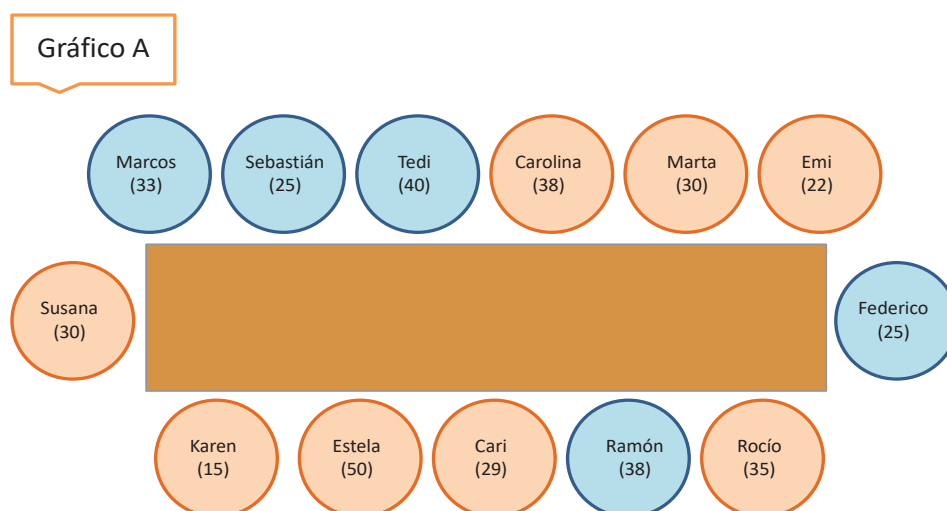 Gráfico A
Marcos
(33)
Sebastián
(25)
Tedi
(40)
Carolina
(38)
Marta
(30)
Emi
(22)
Susana
(30)
Federico
(25)
Karen
(15)
Estela
(50)
Cari
(29)
Ramón
(38)
Rocío
(35)